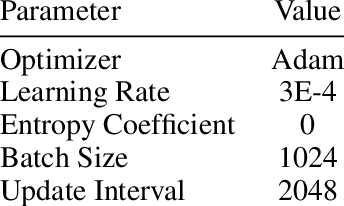 Parameter Value
Optimizer Adam
Learning Rate 3E-4
Entropy Coefficient 0
Batch Size 1024
Update Interval 2048